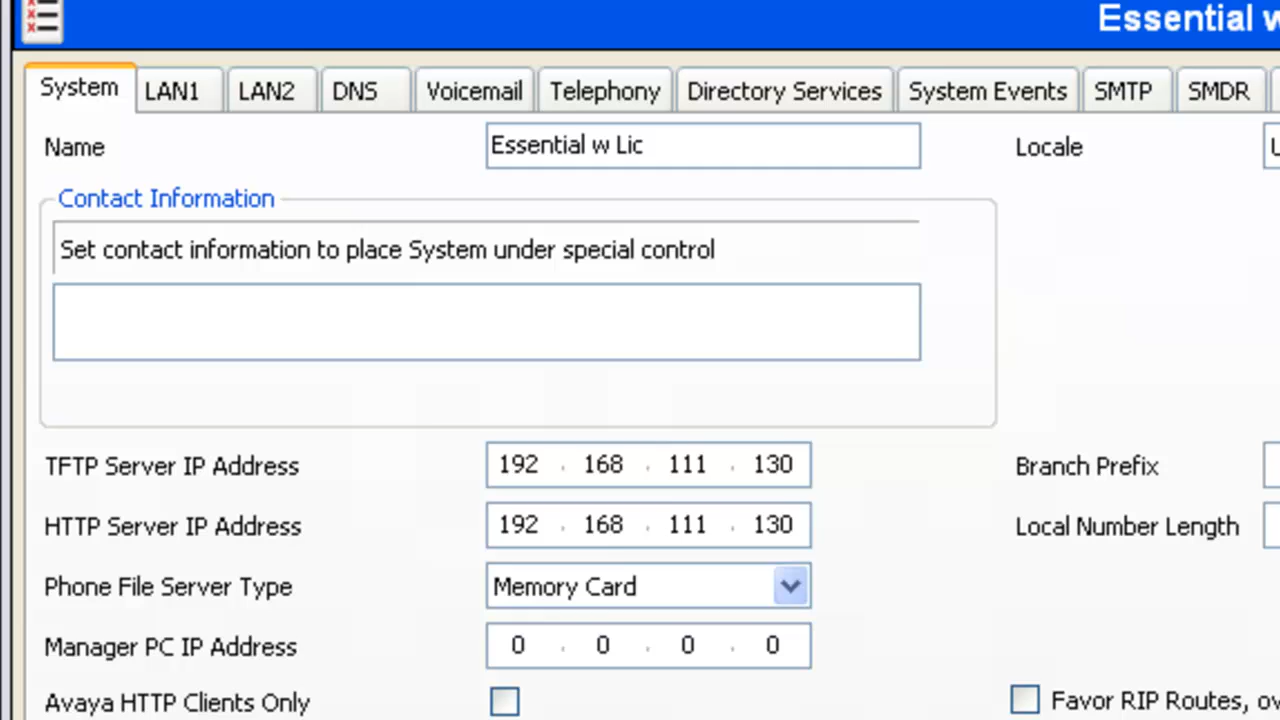 Essential w
System LAN1 LAN2 DNS Voicemail Telephony Directory Services System Events SMTP SMDR
Name Essential w Lic Locale
Contact Information
Set contact information to place System under special control
TFTP Server IP Address 192 . 168 . 111 . 130 Branch Prefix
HTTP Server IP Address 192 . 168 . 111 . 130 Local Number Length
Phone File Server Type Memory Card
Manager PC IP Address 0 . 0 . 0 . 0
Avaya HTTP Clients Only Favor RIP Routes,